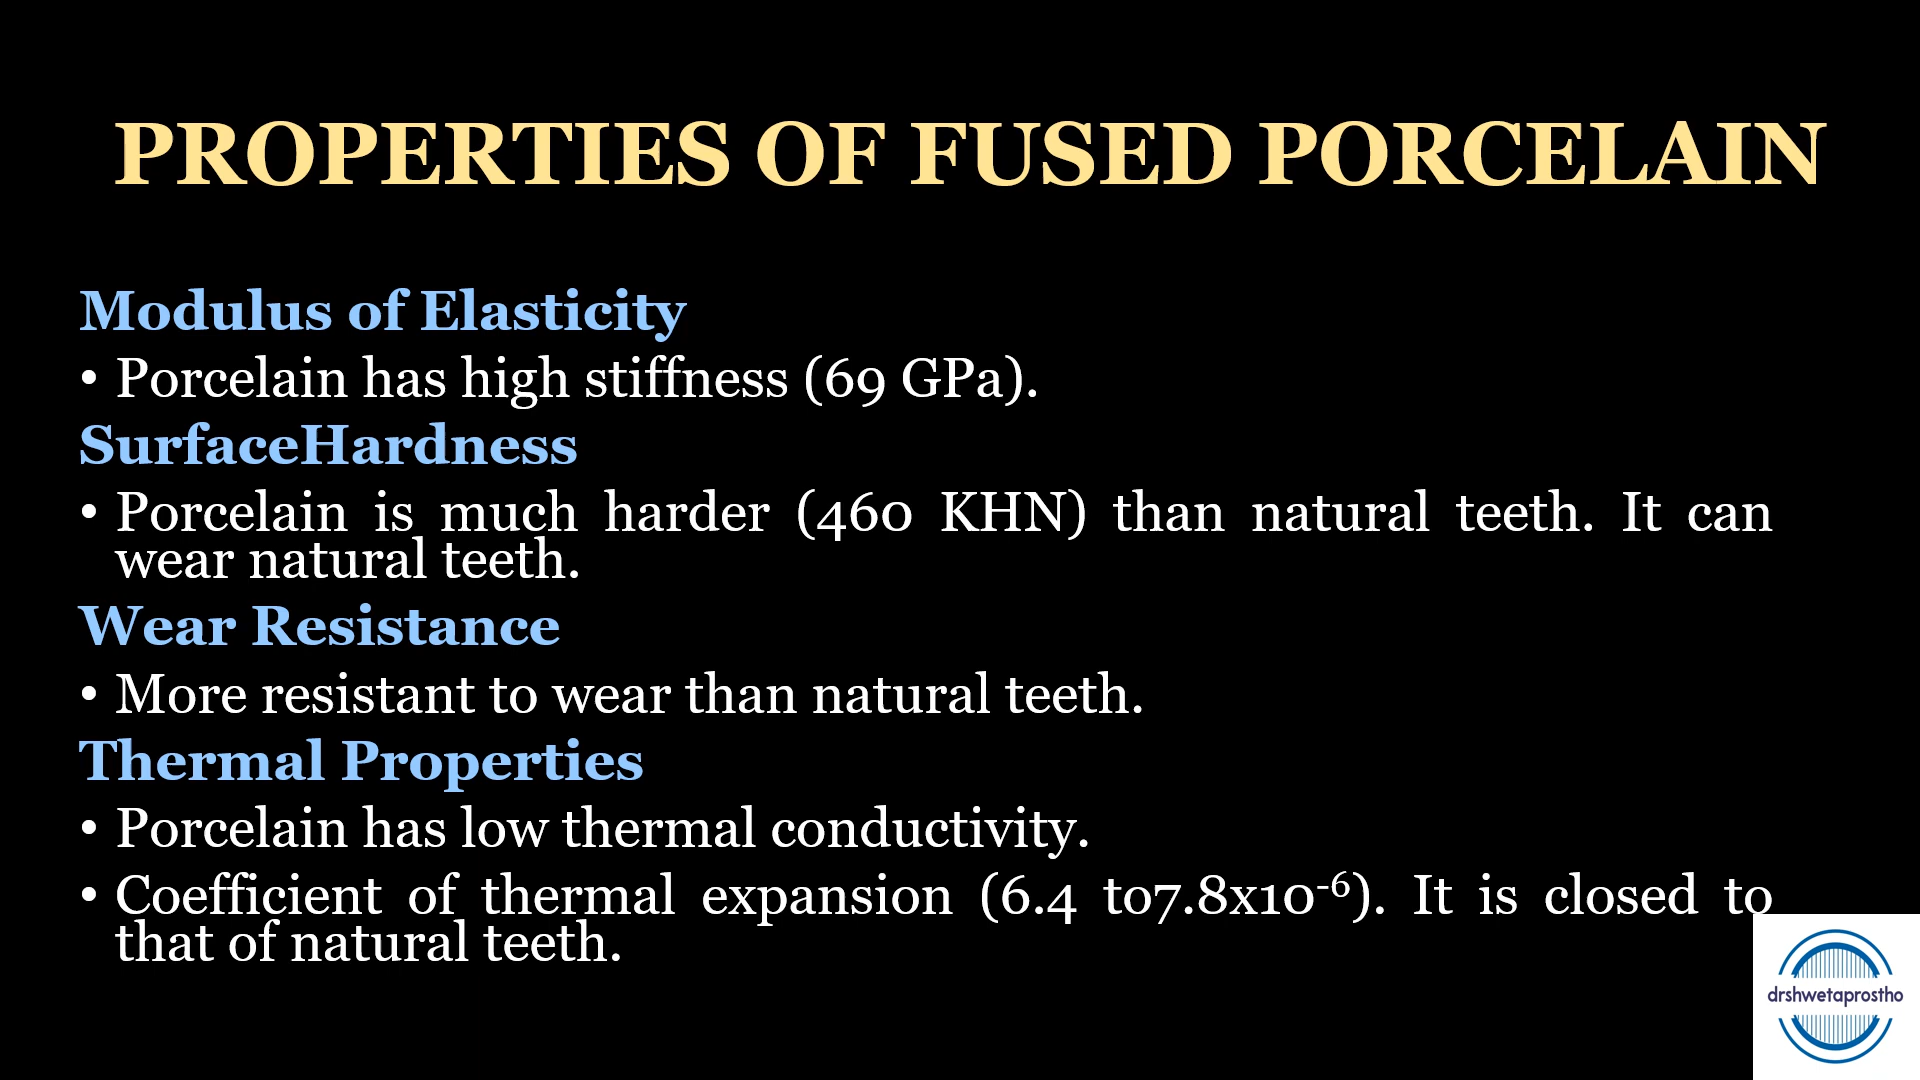 PROPERTIES OF FUSED PORCELAIN
Modulus of Elasticity
• Porcelain has high stiffness (69 GPa).
SurfaceHardness
• Porcelain is much harder (460 KHN) than natural teeth. It can
wear natural teeth.
Wear Resistance
• More resistant to wear than natural teeth.
Thermal Properties
• Porcelain has low thermal conductivity.
• Coefficient of thermal expansion (6.4 to7.8x10⁻⁶). It is closed to
that of natural teeth.
drshwetaprostho